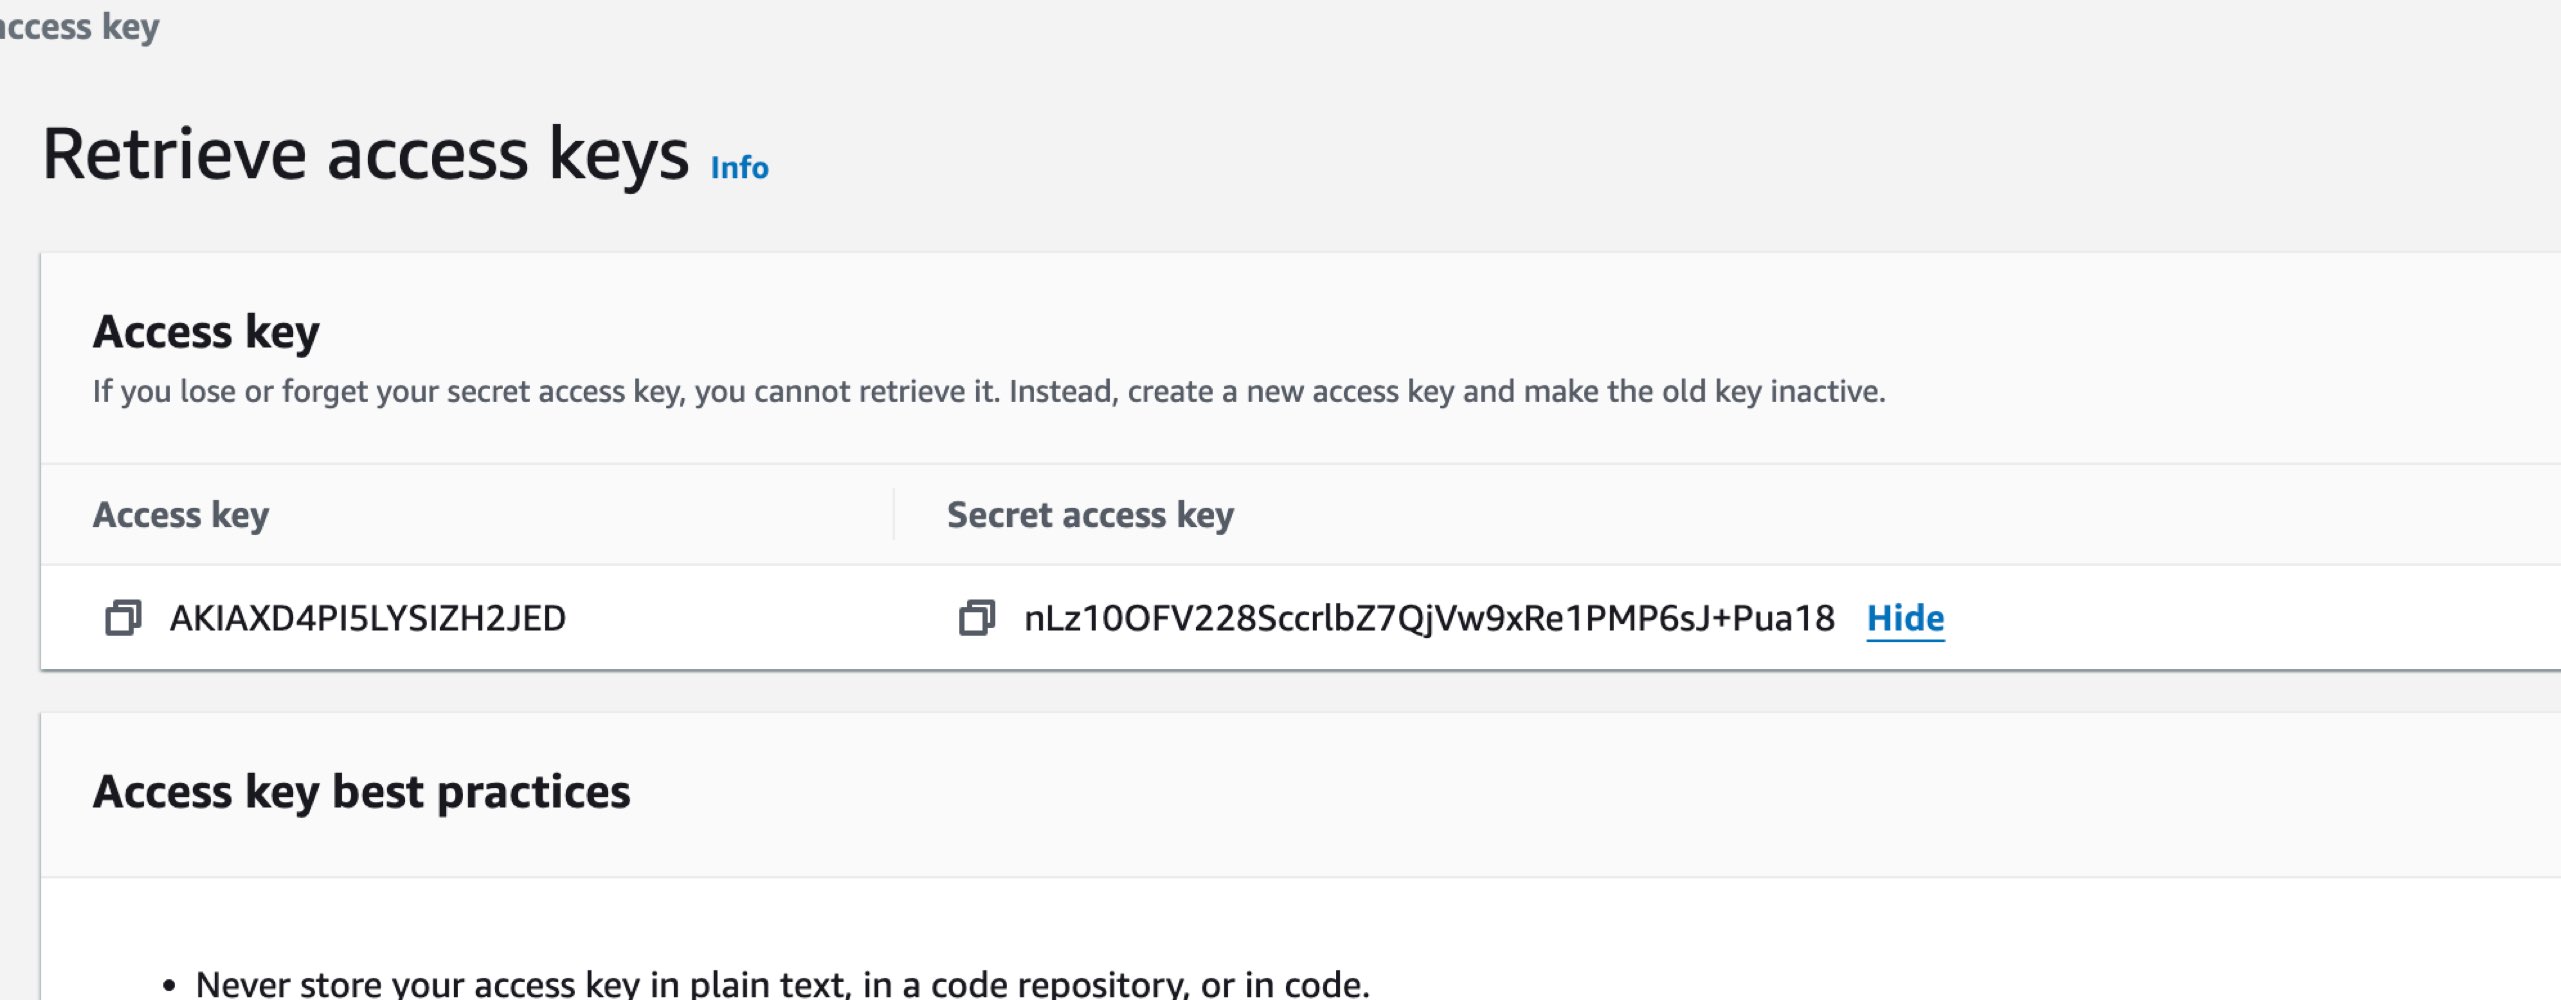 access key
Retrieve access keys Info
Access key
If you lose or forget your secret access key, you cannot retrieve it. Instead, create a new access key and make the old key inactive.
Access key Secret access key
AKIAXD4PI5LYSIZH2JED nLz10OFV228SccrlbZ7QjVw9xRe1PMP6sJ+Pua18 Hide
Access key best practices
• Never store your access key in plain text, in a code repository, or in code.